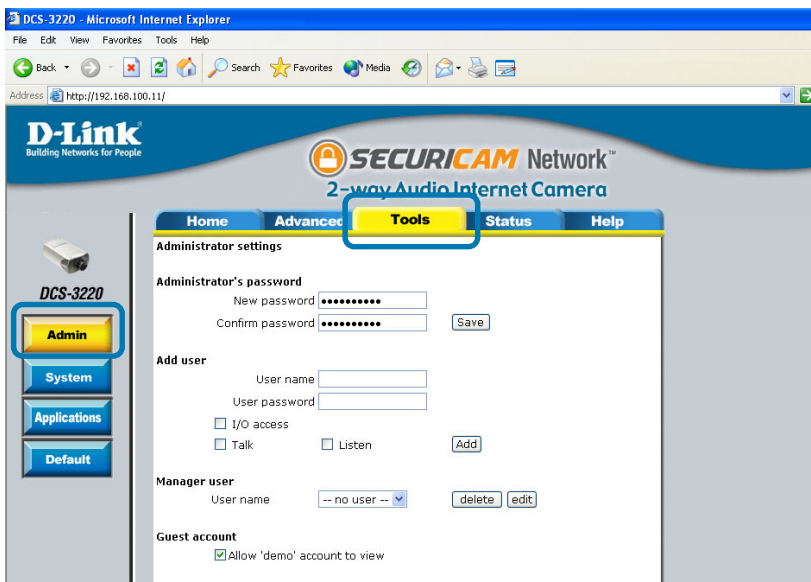 DCS-3220 - Microsoft Internet Explorer
File Edit View Favorites Tools Help
Back Search Favorites Media
Address http://192.168.100.11/
D-Link
Building Networks for People
SECURICAM Network™
2-way Audio Internet Camera
Home Advanced Tools Status Help
DCS-3220
Admin
System
Applications
Default
Administrator settings
Administrator's password
New password ••••••••••
Confirm password •••••••••• Save
Add user
User name
User password
I/O access
Talk Listen Add
Manager user
User name -- no user -- delete edit
Guest account
Allow 'demo' account to view